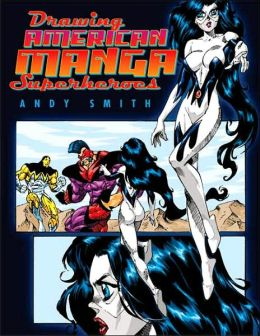 Drawing
AMERICAN
MANGA
Superheroes
ANDY SMITH